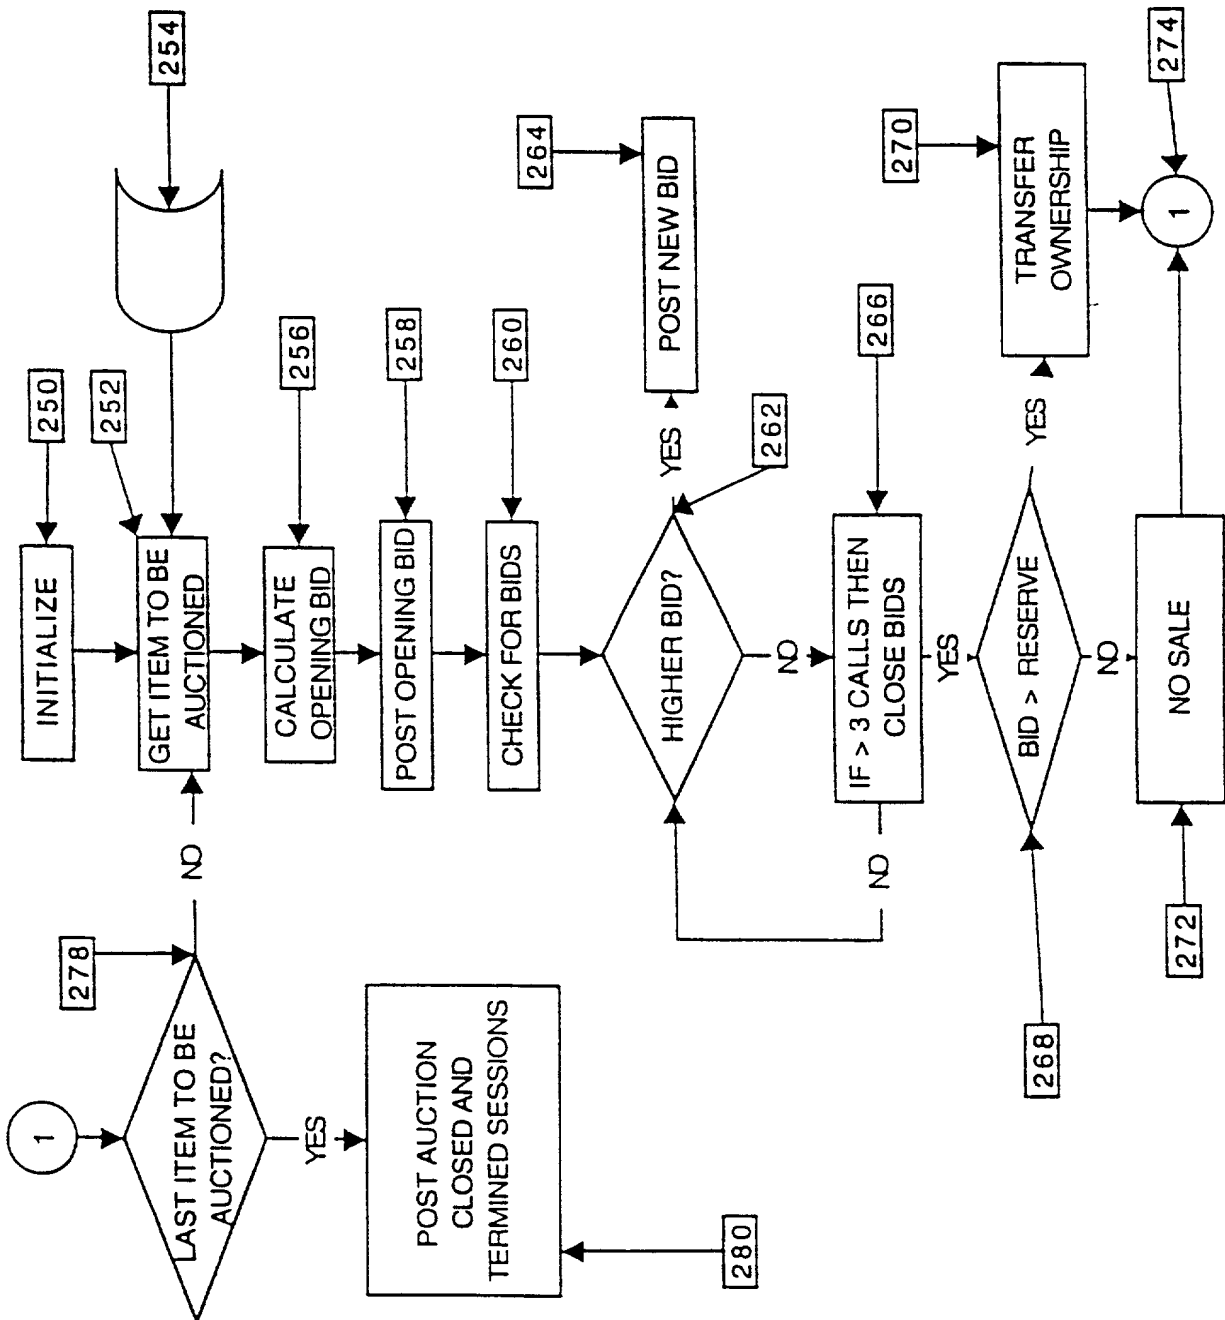 250
INITIALIZE
252
254
GET ITEM TO BE
AUCTIONED
256
CALCULATE
OPENING BID
258
POST OPENING BID
260
CHECK FOR BIDS
264
POST NEW BID
YES
262
HIGHER BID?
NO
266
IF > 3 CALLS THEN
CLOSE BIDS
NO
YES
268
BID > RESERVE
YES
270
TRANSFER
OWNERSHIP
NO
272
NO SALE
1
274
1
278
LAST ITEM TO BE
AUCTIONED?
NO
YES
POST AUCTION
CLOSED AND
TERMINED SESSIONS
280